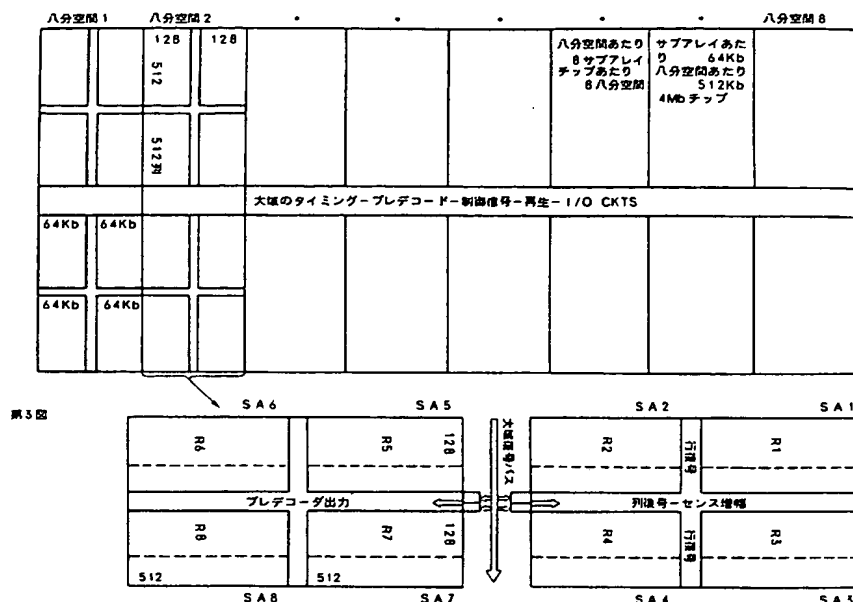 八分空間1 八分空間2 • • • • • 八分空間8
128 128
512
512列
八分空間あたり
8サブアレイ
チップあたり
8八分空間
サブアレイあた
り 64Kb
八分空間あたり
512Kb
4Mbチップ
大域のタイミング-プレデコード-制御信号-再生-I/O CKTS
64Kb 64Kb
64Kb 64Kb
第3図
SA6 SA5 SA2 SA1
R6 R5 128 大域信号バス R2 行復号 R1
プレデコーダ出力 列復号-センス増幅
R8 R7 128 R4 行復号 R3
512 512
SA8 SA7 SA4 SA3